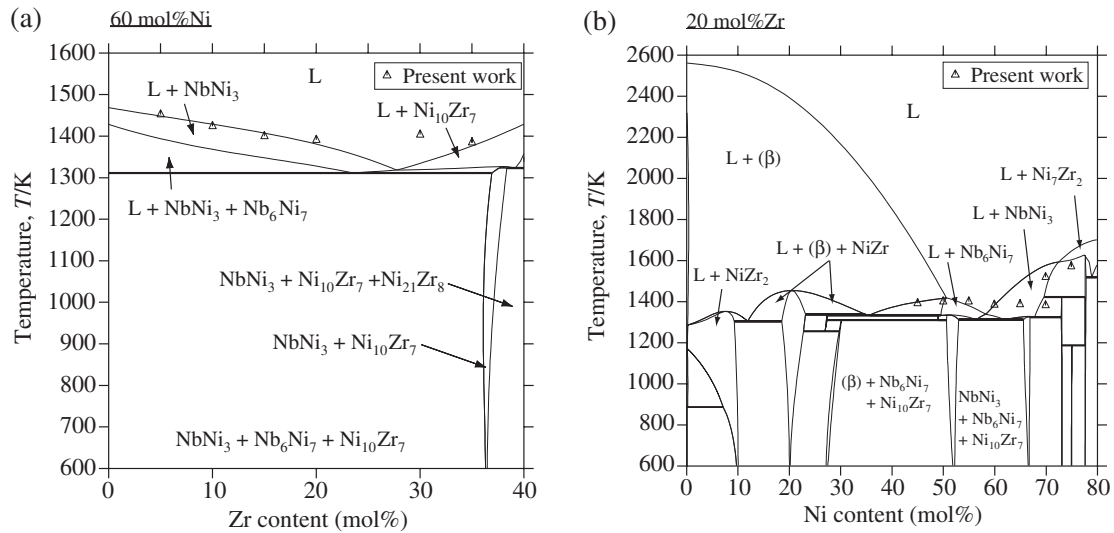 (a)
60 mol%Ni
1600
1500
1400
1300
1200
1100
1000
900
800
700
600
0
10
20
30
40
Temperature, T/K
Zr content (mol%)
L
Present work
L + NbNi3
L + Ni10Zr7
L + NbNi3 + Nb6Ni7
NbNi3 + Ni10Zr7 +Ni21Zr8
NbNi3 + Ni10Zr7
NbNi3 + Nb6Ni7 + Ni10Zr7
(b)
20 mol%Zr
2600
2400
2200
2000
1800
1600
1400
1200
1000
800
600
0
10
20
30
40
50
60
70
80
Temperature, T/K
Ni content (mol%)
Present work
L
L + (β)
L + Ni7Zr2
L + NbNi3
L + (β) + NiZr
L + Nb6Ni7
L + NiZr2
(β) + Nb6Ni7
+ Ni10Zr7
NbNi3
+ Nb6Ni7
+ Ni10Zr7